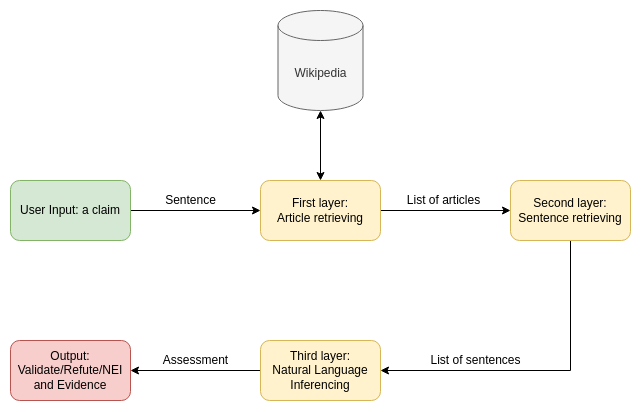 Wikipedia
User Input: a claim
Sentence
First layer:
Article retrieving
List of articles
Second layer:
Sentence retrieving
Output:
Validate/Refute/NEI
and Evidence
Assessment
Third layer:
Natural Language
Inferencing
List of sentences